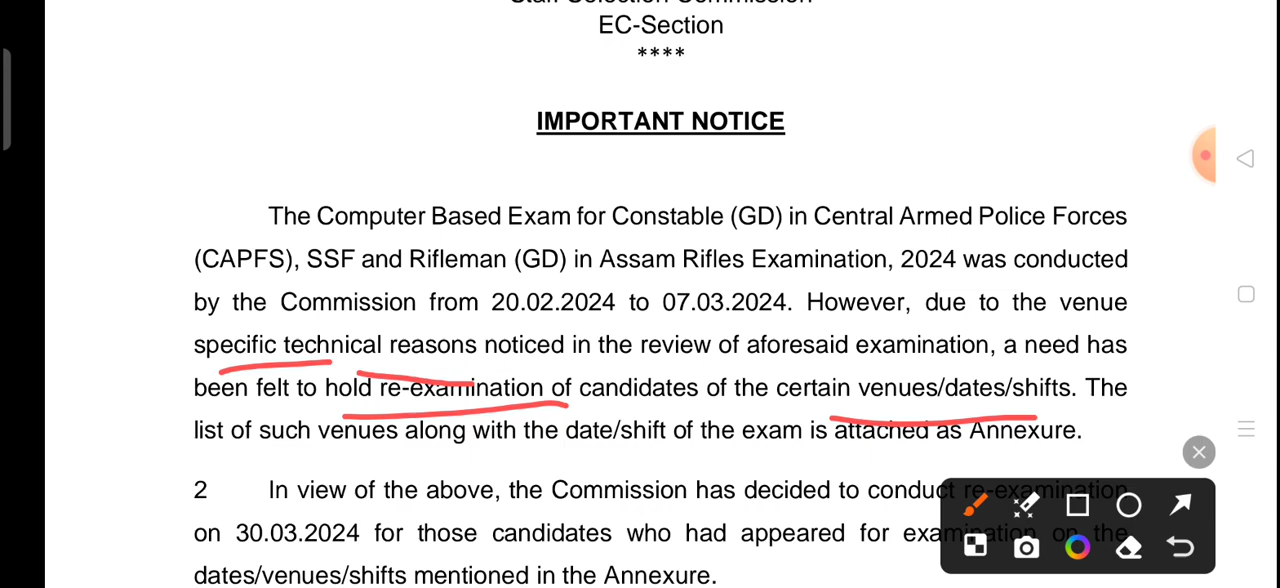 Staff Selection Commission
EC-Section
****
IMPORTANT NOTICE
The Computer Based Exam for Constable (GD) in Central Armed Police Forces
(CAPFS), SSF and Rifleman (GD) in Assam Rifles Examination, 2024 was conducted
by the Commission from 20.02.2024 to 07.03.2024. However, due to the venue
specific technical reasons noticed in the review of aforesaid examination, a need has
been felt to hold re-examination of candidates of the certain venues/dates/shifts. The
list of such venues along with the date/shift of the exam is attached as Annexure.
2 In view of the above, the Commission has decided to conduct re-examination
on 30.03.2024 for those candidates who had appeared for examination on the
dates/venues/shifts mentioned in the Annexure.